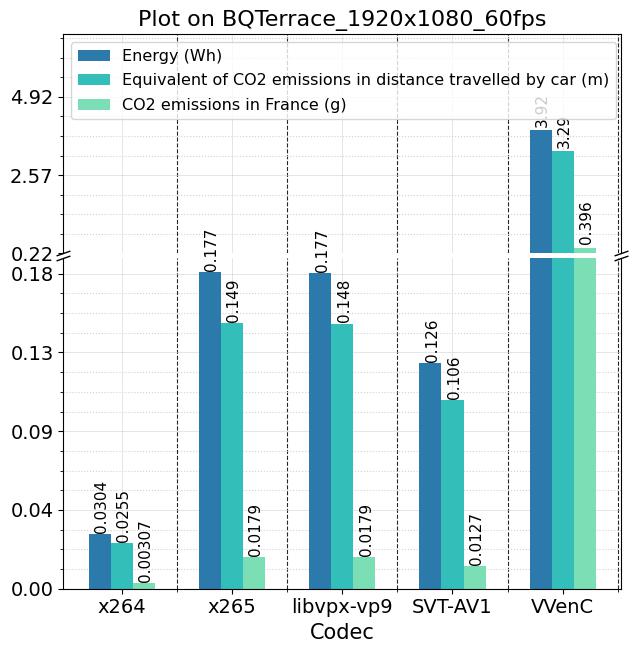 Plot on BQTerrace_1920x1080_60fps
Energy (Wh)
Equivalent of CO2 emissions in distance travelled by car (m)
CO2 emissions in France (g)
4.92
2.57
0.22
0.18
0.13
0.09
0.04
0.00
0.0304
0.0255
0.00307
0.177
0.149
0.0179
0.177
0.148
0.0179
0.126
0.106
0.0127
3.92
3.29
0.396
x264
x265
libvpx-vp9
SVT-AV1
VVenC
Codec